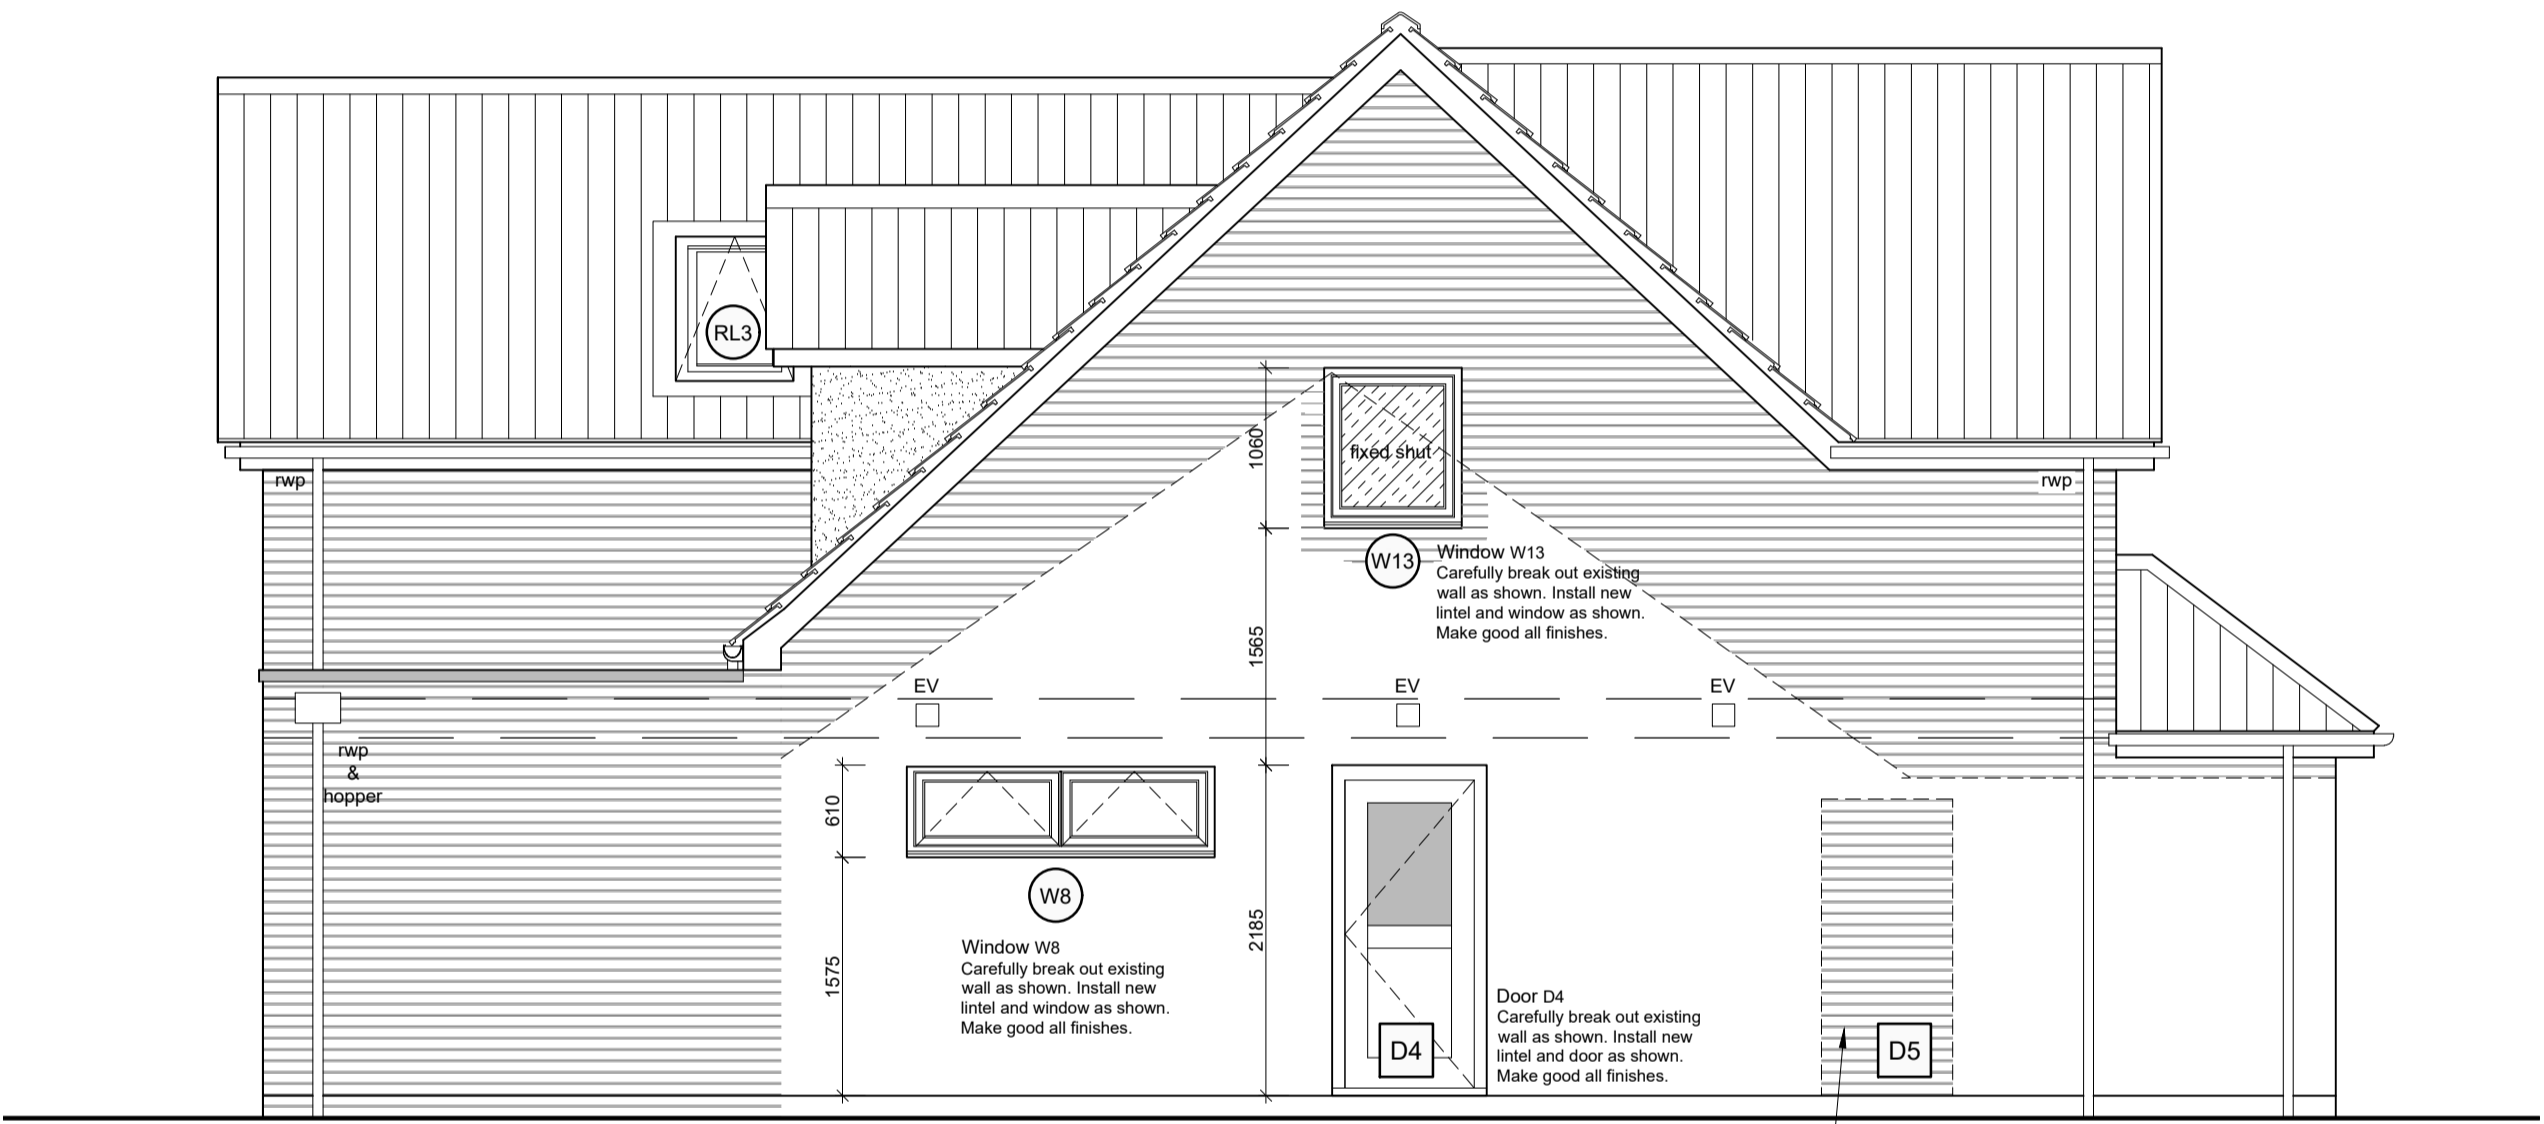 RL3
rwp
fixed shut
1060
rwp
W13
Window W13
Carefully break out existing
wall as shown. Install new
lintel and window as shown.
Make good all finishes.
1565
EV
EV
EV
rwp
&
hopper
610
W8
1575
Window W8
Carefully break out existing
wall as shown. Install new
lintel and window as shown.
Make good all finishes.
2185
D4
Door D4
Carefully break out existing
wall as shown. Install new
lintel and door as shown.
Make good all finishes.
D5